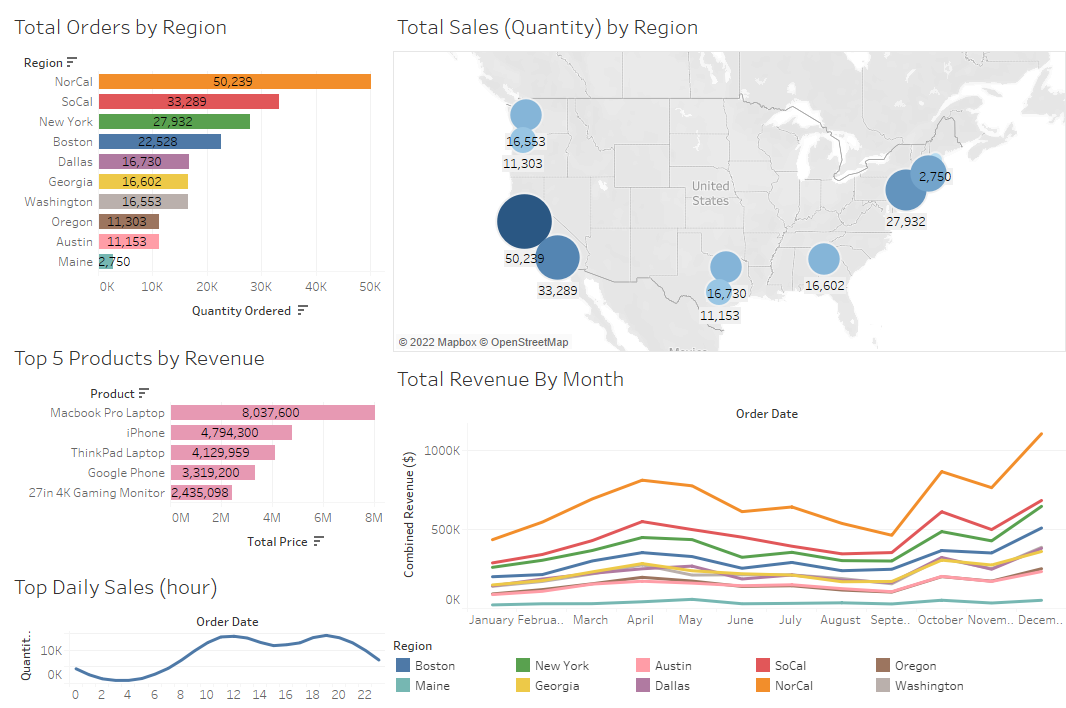 Total Orders by Region
Region
NorCal 50,239
SoCal 33,289
New York 27,932
Boston 22,528
Dallas 16,730
Georgia 16,602
Washington 16,553
Oregon 11,303
Austin 11,153
Maine 2,750
0K 10K 20K 30K 40K 50K
Quantity Ordered
Total Sales (Quantity) by Region
16,553
11,303
United
States
2,750
27,932
50,239
33,289
16,730
11,153
16,602
© 2022 Mapbox © OpenStreetMap
Top 5 Products by Revenue
Product
Macbook Pro Laptop 8,037,600
iPhone 4,794,300
ThinkPad Laptop 4,129,959
Google Phone 3,319,200
27in 4K Gaming Monitor 2,435,098
0M 2M 4M 6M 8M
Total Price
Total Revenue By Month
Order Date
Combined Revenue ($)
1000K
500K
0K
January Februa.. March April May June July August Septe.. October Novem.. Decem..
Top Daily Sales (hour)
Order Date
Quantit..
10K
0K
0 2 4 6 8 10 12 14 16 18 20 22
Region
Boston New York Austin SoCal Oregon
Maine Georgia Dallas NorCal Washington